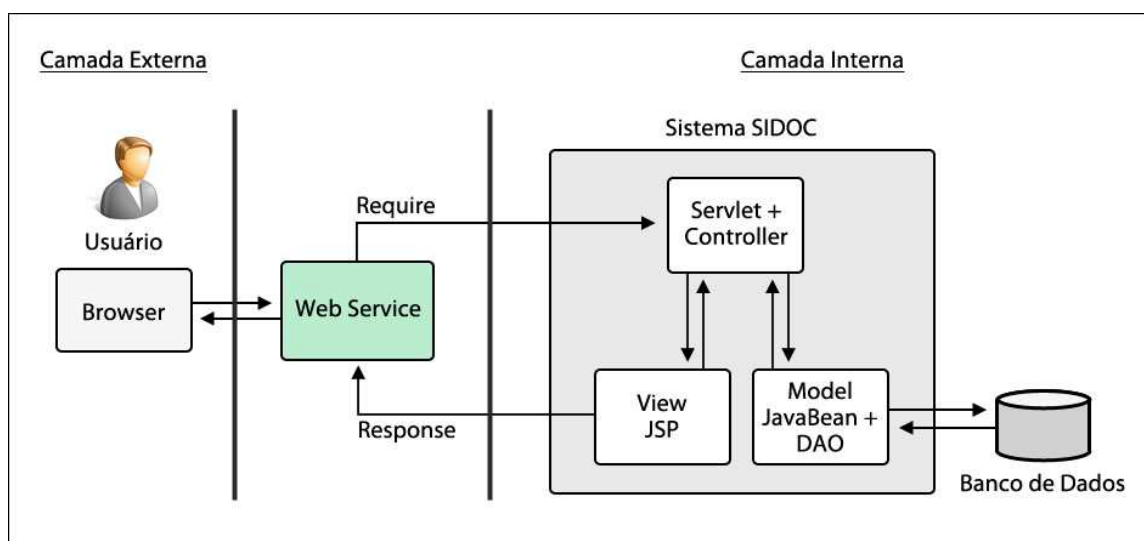 Camada Externa
Camada Interna
Sistema SIDOC
Usuário
Browser
Web Service
Require
Response
Servlet +
Controller
View
JSP
Model
JavaBean +
DAO
Banco de Dados